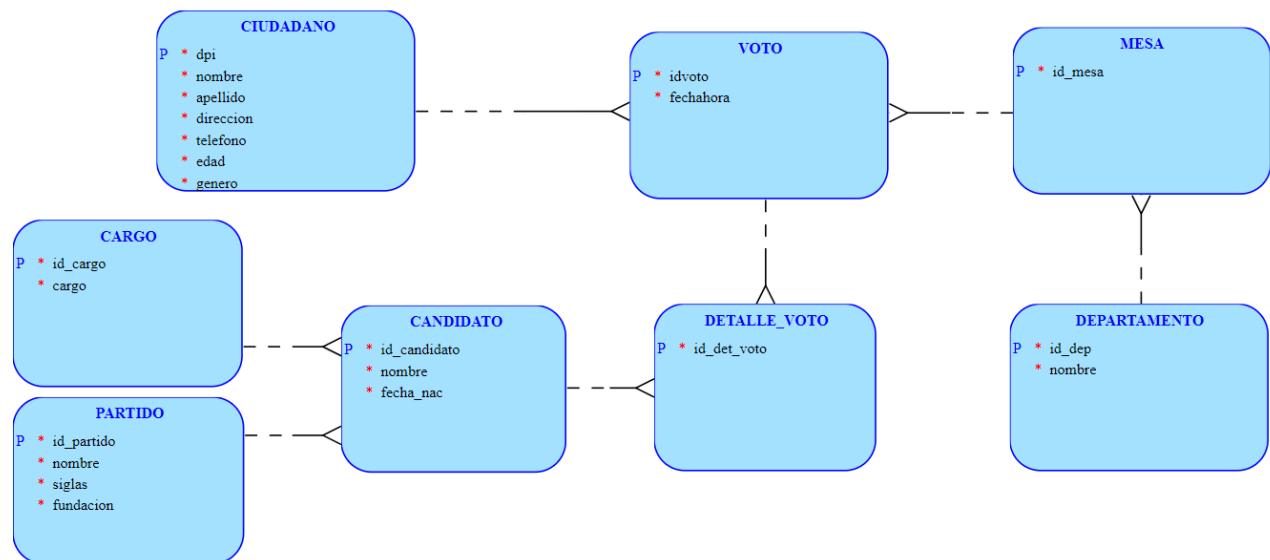 CIUDADANO
P * dpi
* nombre
* apellido
* direccion
* telefono
* edad
* genero
VOTO
P * idvoto
* fechahora
MESA
P * id_mesa
CARGO
P * id_cargo
* cargo
CANDIDATO
P * id_candidato
* nombre
* fecha_nac
DETALLE_VOTO
P * id_det_voto
DEPARTAMENTO
P * id_dep
* nombre
PARTIDO
P * id_partido
* nombre
* siglas
* fundacion